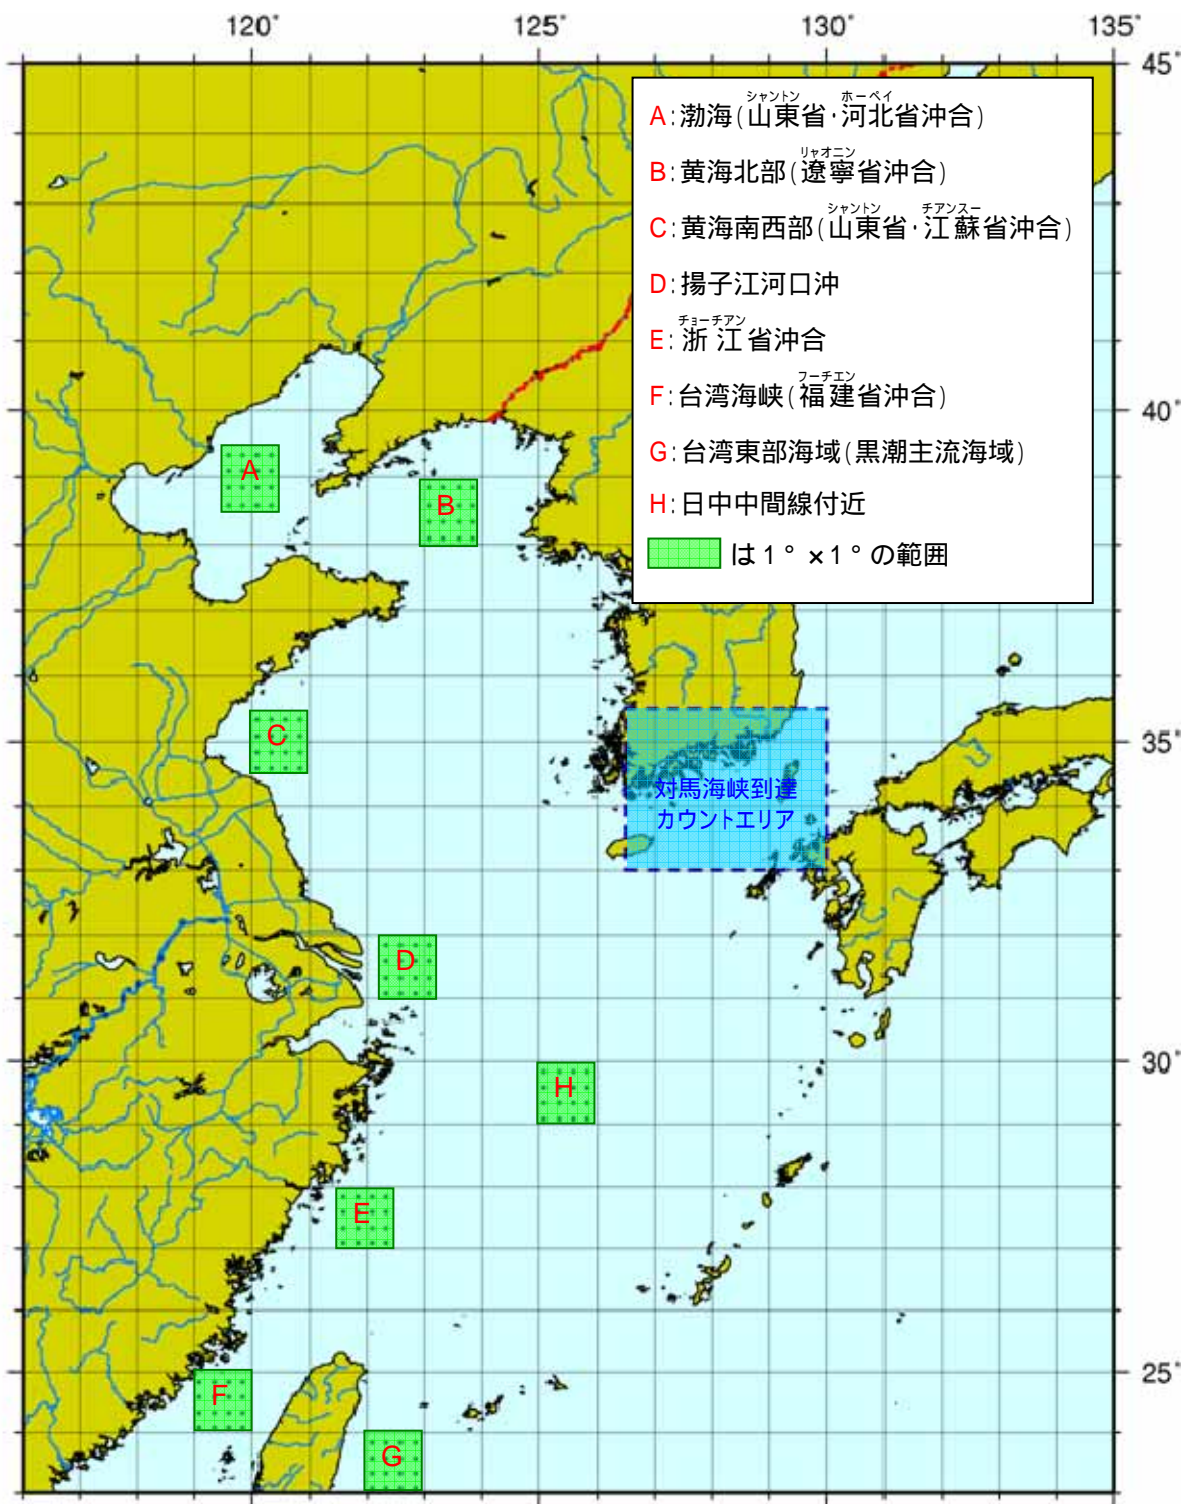 120° 125° 130° 135°
45°
シャントン ホーペイ
A:渤海(山東省・河北省沖合)
リャオニン
B:黄海北部(遼寧省沖合)
シャントン チアンスー
C:黄海南西部(山東省・江蘇省沖合)
D:揚子江河口沖
チョーチアン
E:浙江省沖合
フーチエン
F:台湾海峡(福建省沖合)
G:台湾東部海域(黒潮主流海域)
H:日中中間線付近
は1°×1°の範囲
40°
A
B
C
35°
対馬海峡到達
カウントエリア
D
30°
H
E
25°
F
G